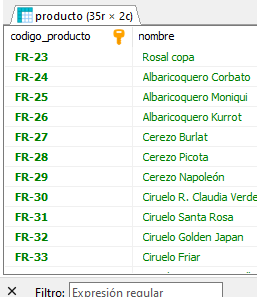 producto (35r × 2c)
codigo_producto nombre
FR-23 Rosal copa
FR-24 Albaricoquero Corbato
FR-25 Albaricoquero Moniqui
FR-26 Albaricoquero Kurrot
FR-27 Cerezo Burlat
FR-28 Cerezo Picota
FR-29 Cerezo Napoleón
FR-30 Ciruelo R. Claudia Verde
FR-31 Ciruelo Santa Rosa
FR-32 Ciruelo Golden Japan
FR-33 Ciruelo Friar
Filtro: Expresión regular